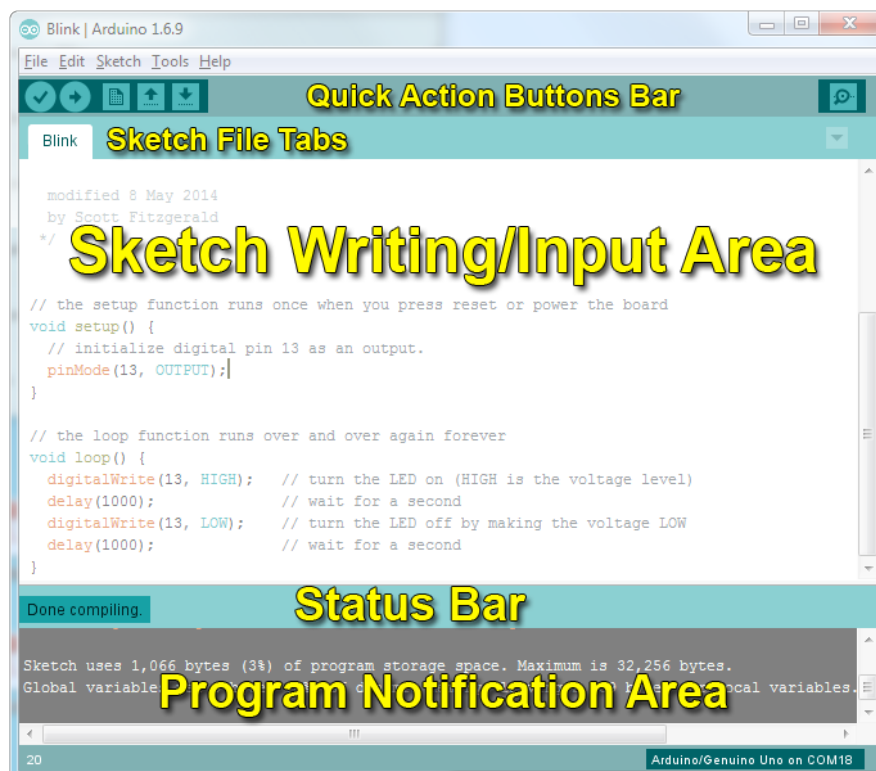 Blink | Arduino 1.6.9
File Edit Sketch Tools Help
Quick Action Buttons Bar
Blink Sketch File Tabs
modified 8 May 2014
by Scott Fitzgerald
*/
Sketch Writing/Input Area
// the setup function runs once when you press reset or power the board
void setup() {
// initialize digital pin 13 as an output.
pinMode(13, OUTPUT);
}
// the loop function runs over and over again forever
void loop() {
digitalWrite(13, HIGH); // turn the LED on (HIGH is the voltage level)
delay(1000); // wait for a second
digitalWrite(13, LOW); // turn the LED off by making the voltage LOW
delay(1000); // wait for a second
}
Done compiling. Status Bar
Sketch uses 1,066 bytes (3%) of program storage space. Maximum is 32,256 bytes.
Global local variables.
Program Notification Area
20 Arduino/Genuino Uno on COM18